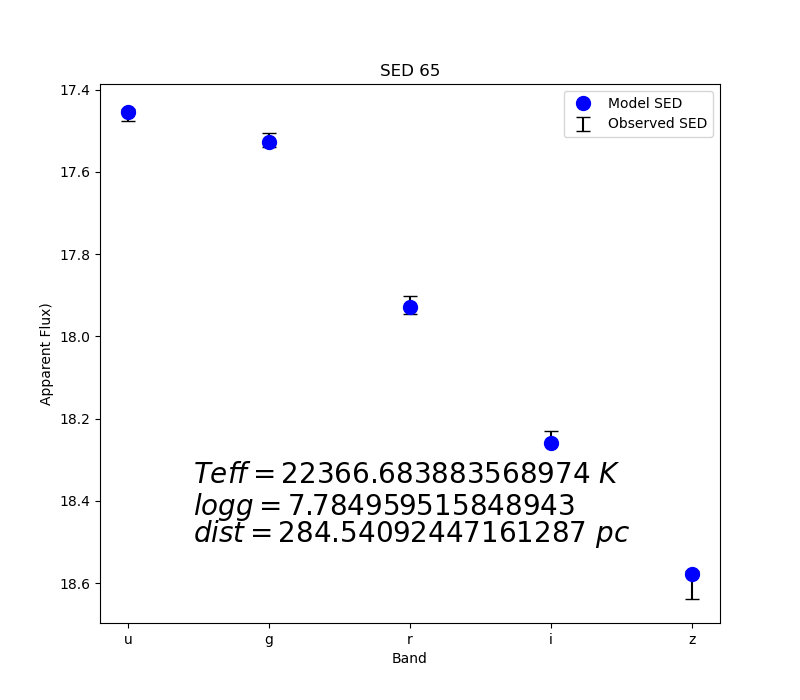 SED 65
17.4
17.6
17.8
18.0
18.2
18.4
18.6
Apparent Flux)
Model SED
Observed SED
Teff = 22366.683883568974 K
logg = 7.784959515848943
dist = 284.54092447161287 pc
u g r i z
Band